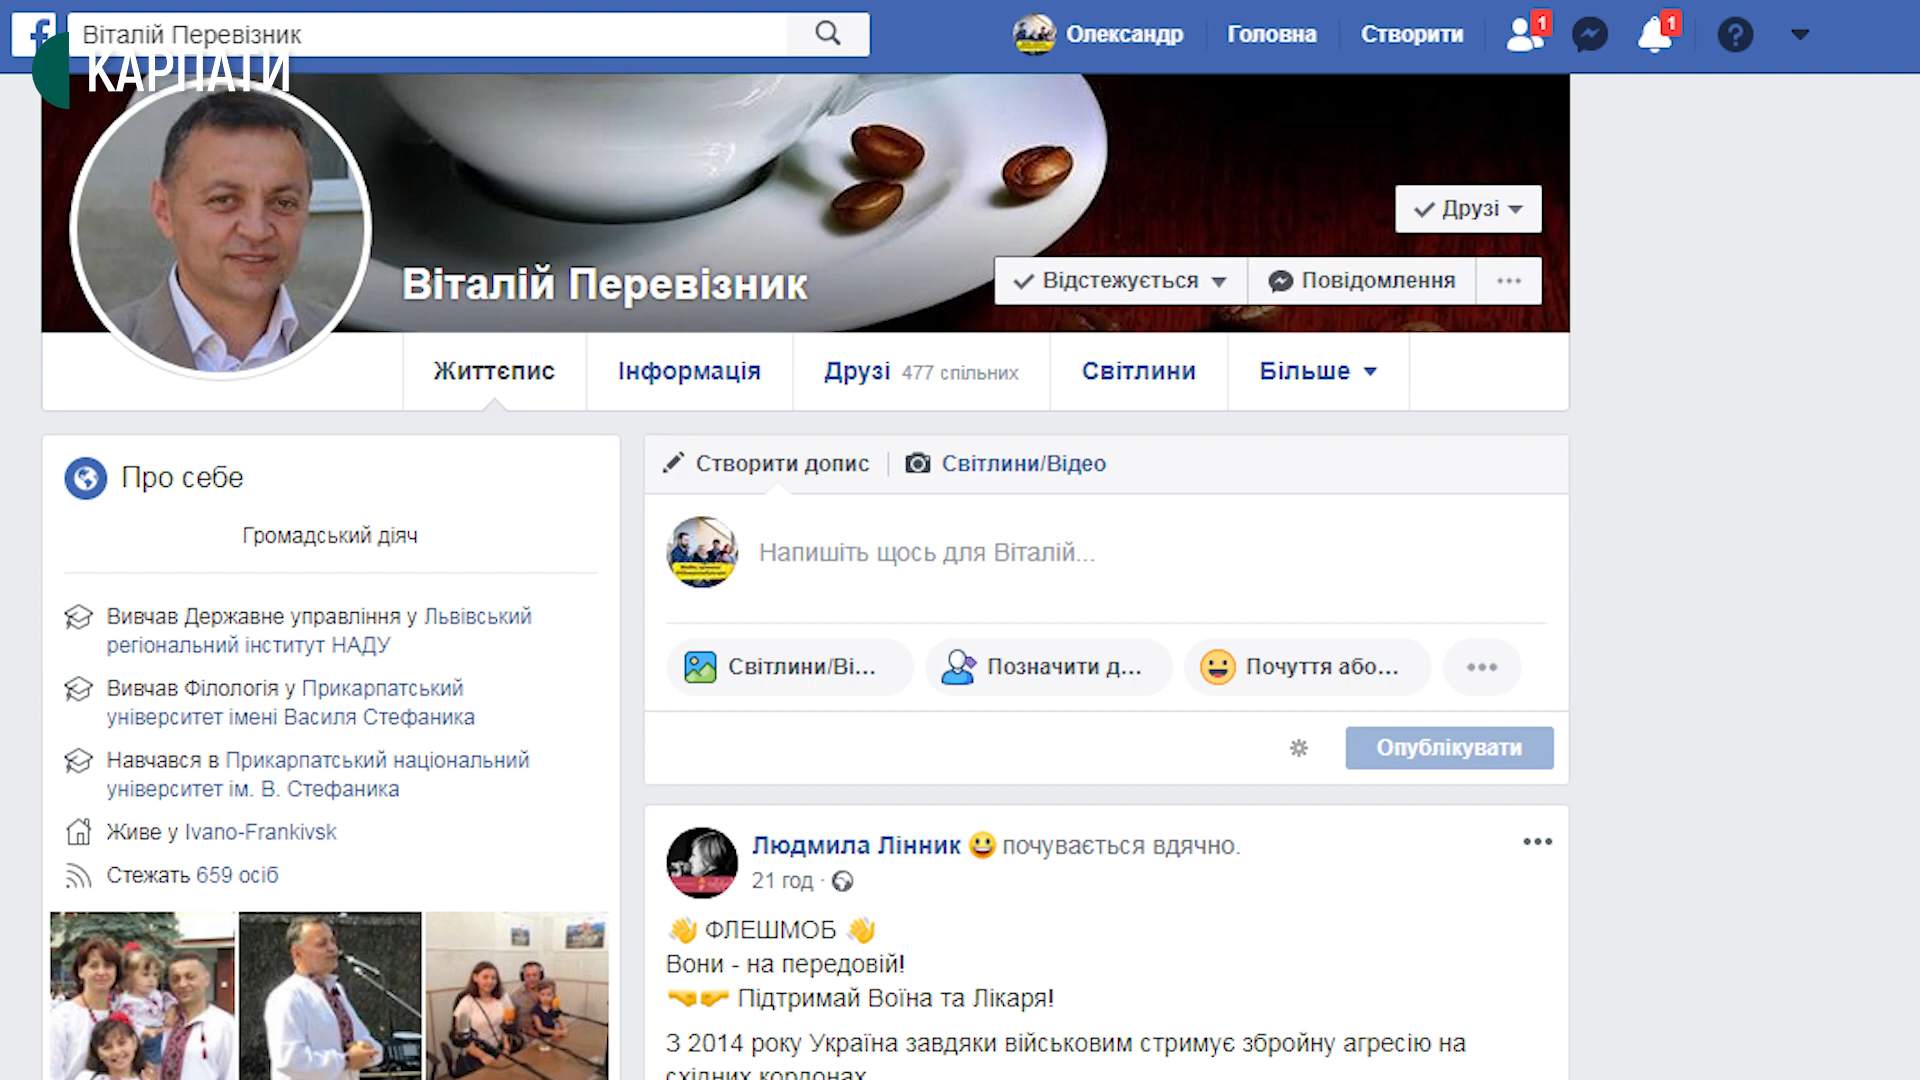 Віталій Перевізник
Олександр
Головна
Створити
1
1
КАРПАТИ
Друзі
Віталій Перевізник
Відстежується
Повідомлення
Життєпис
Інформація
Друзі 477 спільних
Світлини
Більше
Про себе
Громадський діяч
Вивчав Державне управління у Львівський
регіональний інститут НАДУ
Вивчав Філологія у Прикарпатський
університет імені Василя Стефаника
Навчався в Прикарпатський національний
університет ім. В. Стефаника
Живе у Ivano-Frankivsk
Стежать 659 осіб
Створити допис
Світлини/Відео
Напишіть щось для Віталій...
Світлини/Ві...
Позначити д...
Почуття або...
Опублікувати
Людмила Лінник 😃 почувається вдячно.
21 год ·
👋 ФЛЕШМОБ 👋
Вони - на передовій!
🤜🤛 Підтримай Воїна та Лікаря!
З 2014 року Україна завдяки військовим стримує збройну агресію на
східних кордонах